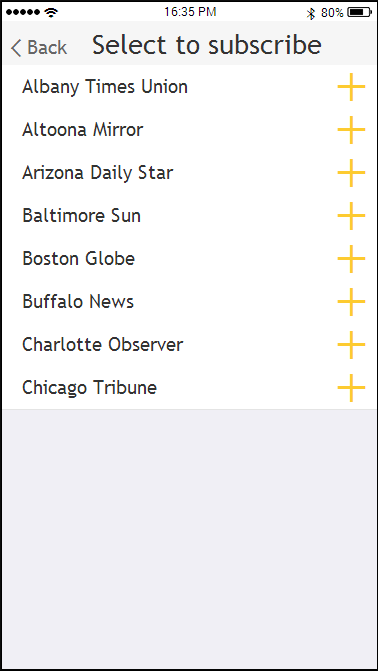 16:35 PM 80%
Back Select to subscribe
Albany Times Union
Altoona Mirror
Arizona Daily Star
Baltimore Sun
Boston Globe
Buffalo News
Charlotte Observer
Chicago Tribune